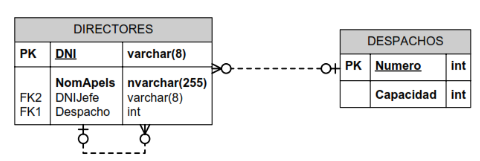 DIRECTORES
PK DNI varchar(8)
NomApels nvarchar(255)
FK2 DNIJefe varchar(8)
FK1 Despacho int
DESPACHOS
PK Numero int
Capacidad int